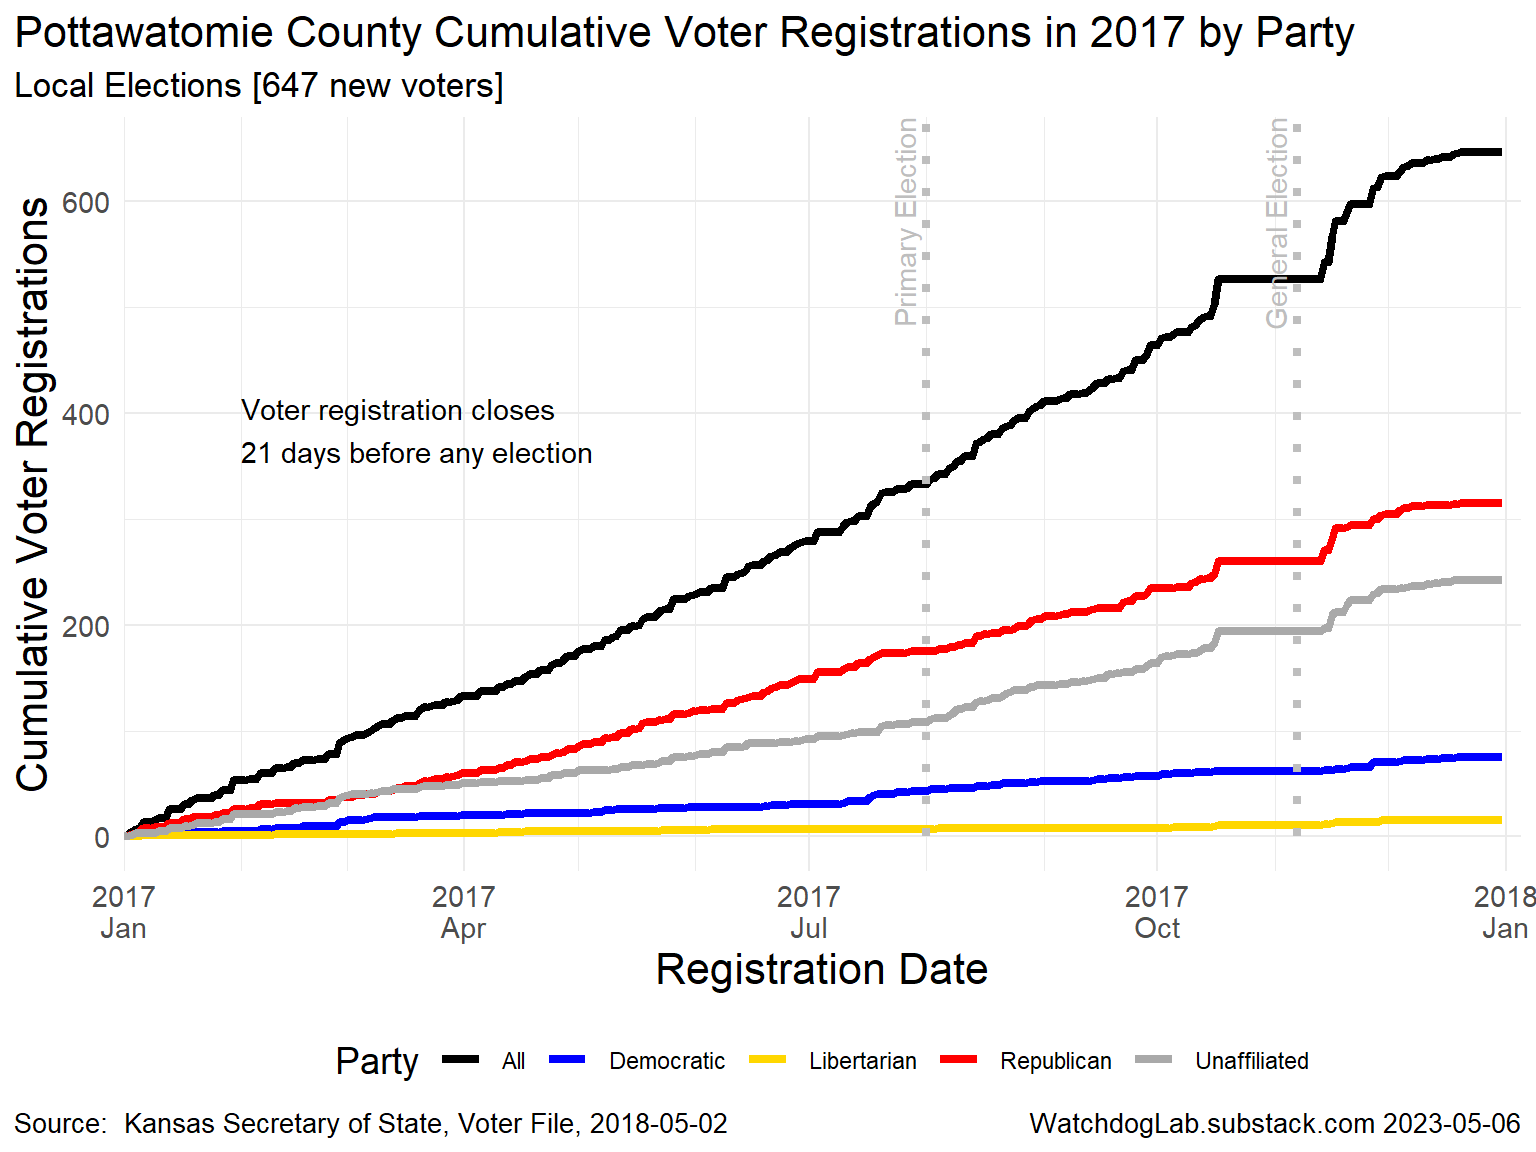 Pottawatomie County Cumulative Voter Registrations in 2017 by Party
Local Elections [647 new voters]
Cumulative Voter Registrations
600
400
200
0
Primary Election
General Election
Voter registration closes
21 days before any election
2017 2017 2017 2017 2018
Jan Apr Jul Oct Jan
Registration Date
Party All Democratic Libertarian Republican Unaffiliated
Source:  Kansas Secretary of State, Voter File, 2018-05-02 WatchdogLab.substack.com 2023-05-06